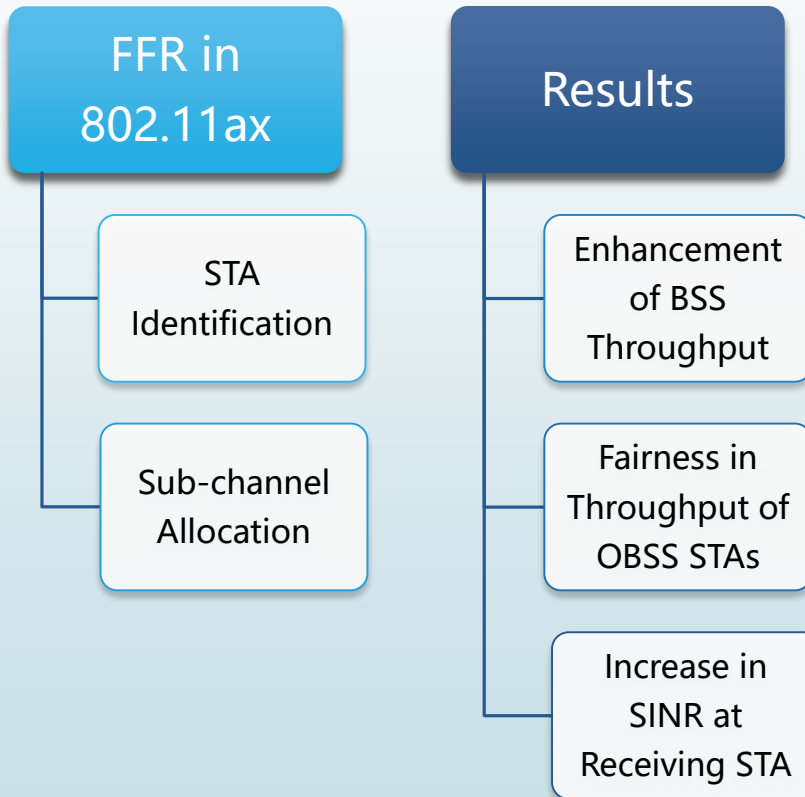 FFR in
802.11ax
STA
Identification
Sub-channel
Allocation
Results
Enhancement
of BSS
Throughput
Fairness in
Throughput of
OBSS STAs
Increase in
SINR at
Receiving STA